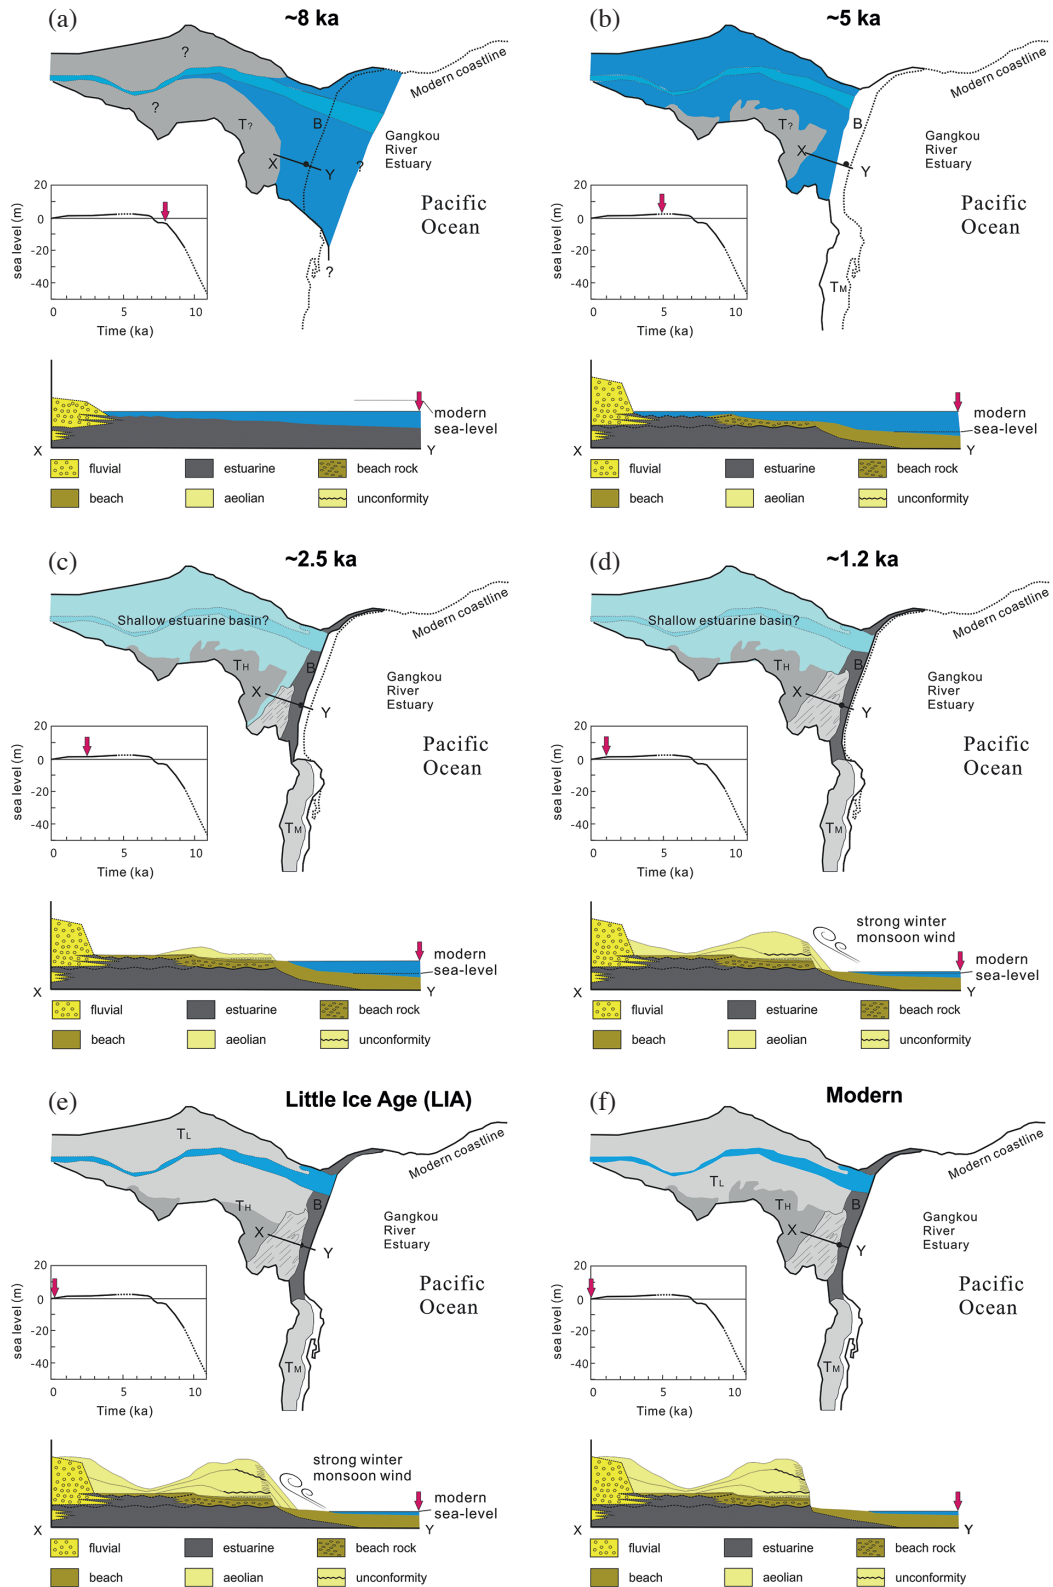 (a)
~8 ka
?
?
T?
B
X
Y
?
?
Modern coastline
Gangkou
River
Estuary
Pacific
Ocean
20
0
-20
-40
sea level (m)
0
5
10
Time (ka)
modern
sea-level
X
Y
fluvial
estuarine
beach rock
beach
aeolian
unconformity
(b)
~5 ka
T?
B
X
Y
TM
Modern coastline
Gangkou
River
Estuary
Pacific
Ocean
20
0
-20
-40
sea level (m)
0
5
10
Time (ka)
modern
sea-level
X
Y
fluvial
estuarine
beach rock
beach
aeolian
unconformity
(c)
~2.5 ka
Shallow estuarine basin?
TH
B
X
Y
TM
Modern coastline
Gangkou
River
Estuary
Pacific
Ocean
20
0
-20
-40
sea level (m)
0
5
10
Time (ka)
modern
sea-level
X
Y
fluvial
estuarine
beach rock
beach
aeolian
unconformity
(d)
~1.2 ka
Shallow estuarine basin?
TH
B
X
Y
TM
Modern coastline
Gangkou
River
Estuary
Pacific
Ocean
20
0
-20
-40
sea level (m)
0
5
10
Time (ka)
strong winter
monsoon wind
modern
sea-level
X
Y
fluvial
estuarine
beach rock
beach
aeolian
unconformity
(e)
Little Ice Age (LIA)
TL
TH
B
X
Y
TM
Modern coastline
Gangkou
River
Estuary
Pacific
Ocean
20
0
-20
-40
sea level (m)
0
5
10
Time (ka)
strong winter
monsoon wind
modern
sea-level
X
Y
fluvial
estuarine
beach rock
beach
aeolian
unconformity
(f)
Modern
TL
TH
B
X
Y
TM
Modern coastline
Gangkou
River
Estuary
Pacific
Ocean
20
0
-20
-40
sea level (m)
0
5
10
Time (ka)
X
Y
fluvial
estuarine
beach rock
beach
aeolian
unconformity